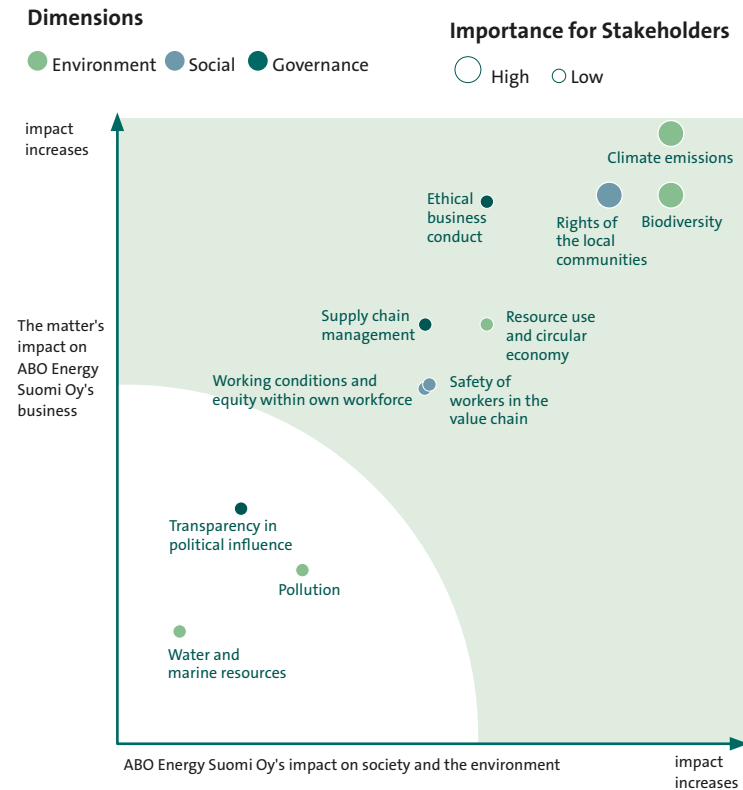 Dimensions
Environment
Social
Governance
Importance for Stakeholders
High
Low
impact
increases
Climate emissions
Ethical
business
conduct
Rights of
the local
communities
Biodiversity
The matter's
impact on
ABO Energy
Suomi Oy's
business
Supply chain
management
Resource use
and circular
economy
Working conditions and
equity within own workforce
Safety of
workers in the
value chain
Transparency in
political influence
Pollution
Water and
marine resources
ABO Energy Suomi Oy's impact on society and the environment
impact
increases